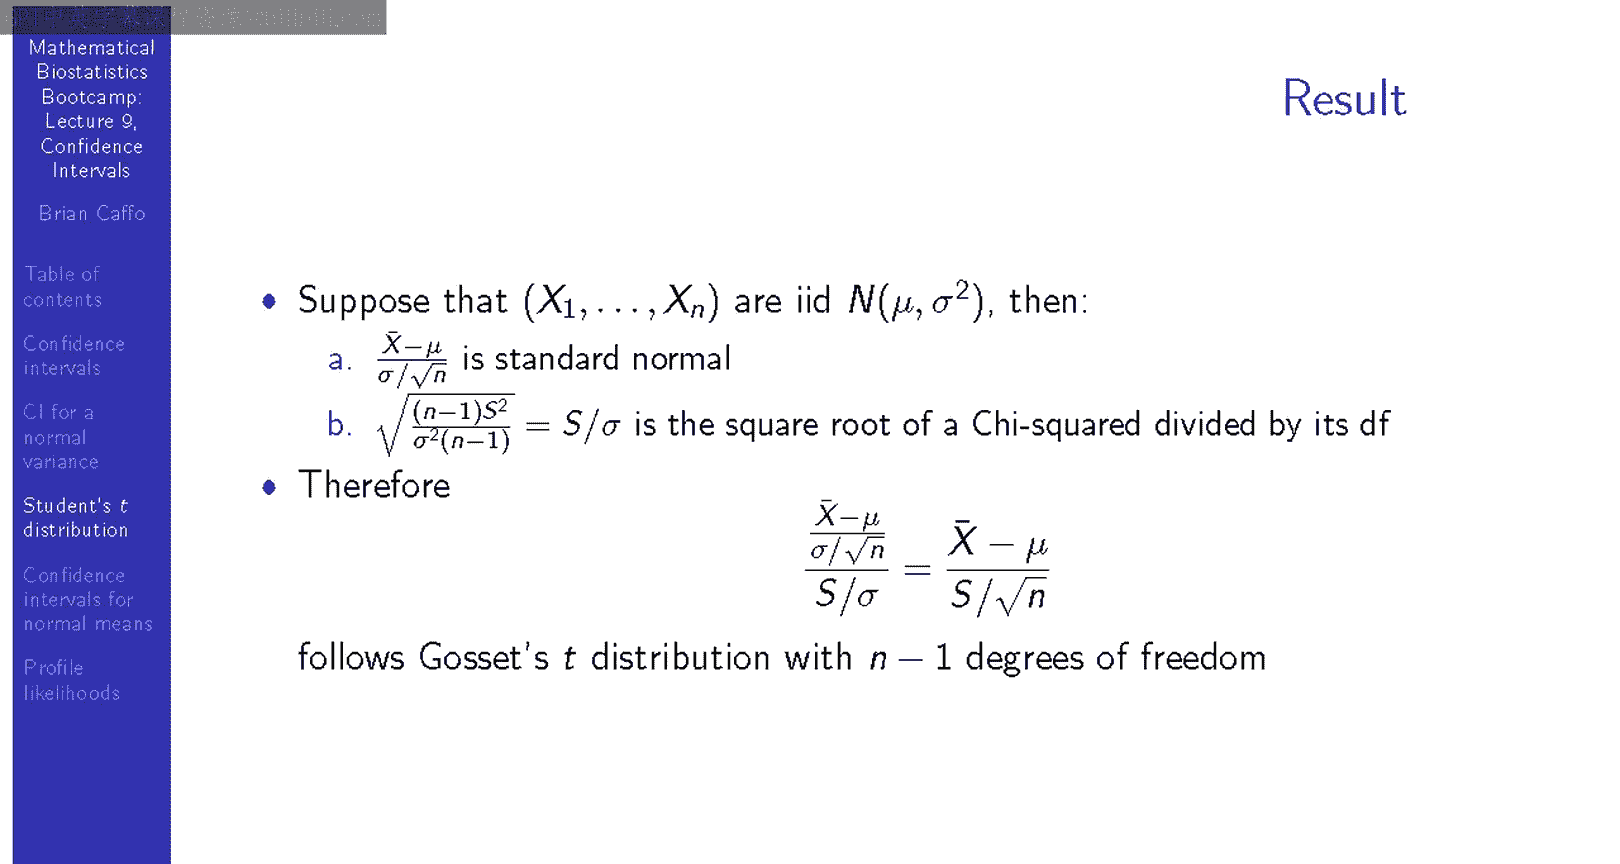 Mathematical
Biostatistics
Bootcamp:
Lecture 9,
Confidence
Intervals
Brian Caffo
Table of
contents
Confidence
intervals
CI for a
normal
variance
Student's t
distribution
Confidence
intervals for
normal means
Profile
likelihoods
Result
• Suppose that (X₁, . . . , Xₙ) are iid N(μ, σ²), then:
a. (X̄−μ)/(σ/√n) is standard normal
b. √((n−1)S²/(σ²(n−1))) = S/σ is the square root of a Chi-squared divided by its df
• Therefore
((X̄−μ)/(σ/√n))/(S/σ) = (X̄ − μ)/(S/√n)
follows Gosset's t distribution with n − 1 degrees of freedom